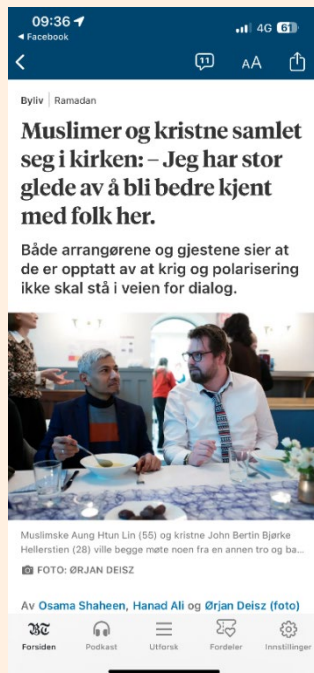 09:36
4G 61
◄ Facebook
11 AA
Byliv | Ramadan
Muslimer og kristne samlet
seg i kirken: – Jeg har stor
glede av å bli bedre kjent
med folk her.
Både arrangørene og gjestene sier at
de er opptatt av at krig og polarisering
ikke skal stå i veien for dialog.
Muslimske Aung Htun Lin (55) og kristne John Bertin Bjørke
Hellerstien (28) ville begge møte noen fra en annen tro og ba...
FOTO: ØRJAN DEISZ
Av Osama Shaheen, Hanad Ali og Ørjan Deisz (foto)
BT
Forsiden Podkast Utforsk Fordeler Innstillinger